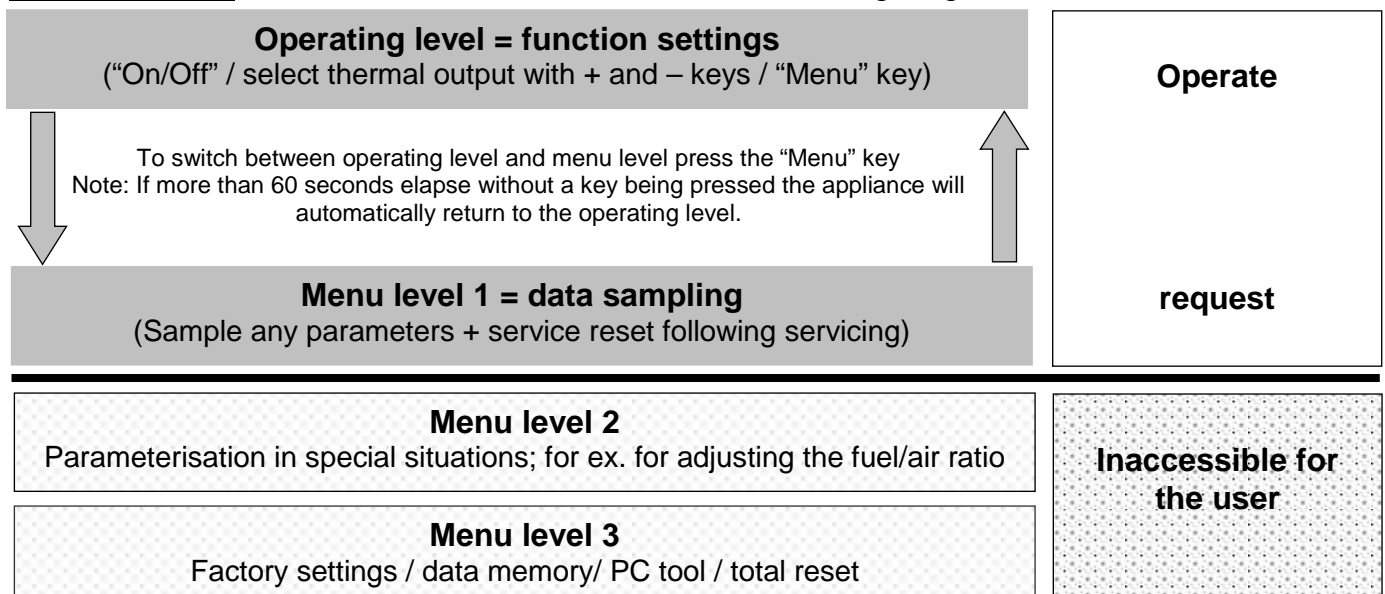 Operating level = function settings
(“On/Off” / select thermal output with + and – keys / “Menu” key)
Operate
To switch between operating level and menu level press the “Menu” key
Note: If more than 60 seconds elapse without a key being pressed the appliance will
automatically return to the operating level.
Menu level 1 = data sampling
(Sample any parameters + service reset following servicing)
request
Menu level 2
Parameterisation in special situations; for ex. for adjusting the fuel/air ratio
Inaccessible for
the user
Menu level 3
Factory settings / data memory/ PC tool / total reset